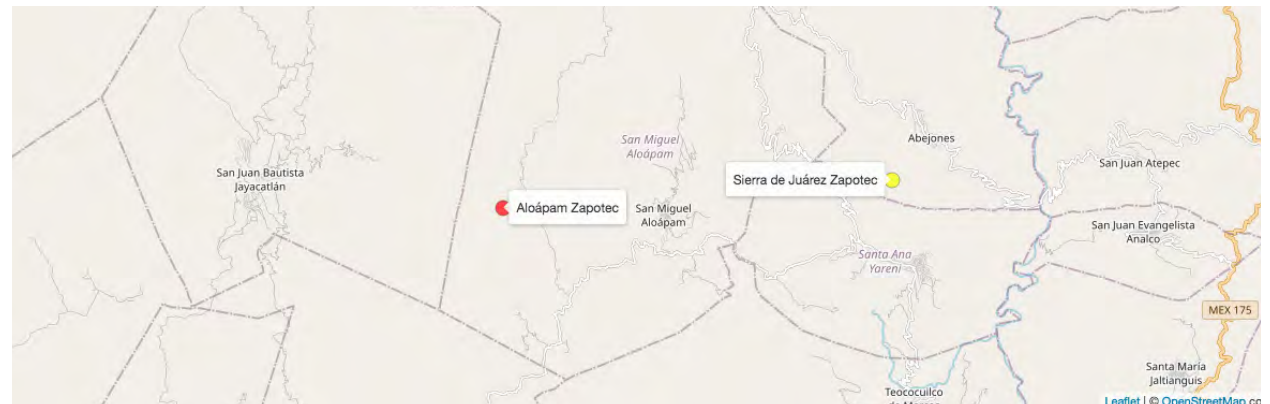 San Miguel
Aloápam
Abejones
San Juan Bautista
Jayacatlán
Sierra de Juárez Zapotec
San Juan Atepec
Aloápam Zapotec
San Miguel
Aloápam
San Juan Evangelista
Analco
Santa Ana
Yareni
MEX 175
Santa María
Jaltianguis
Teococuilco
Leaflet | © OpenStreetMap co